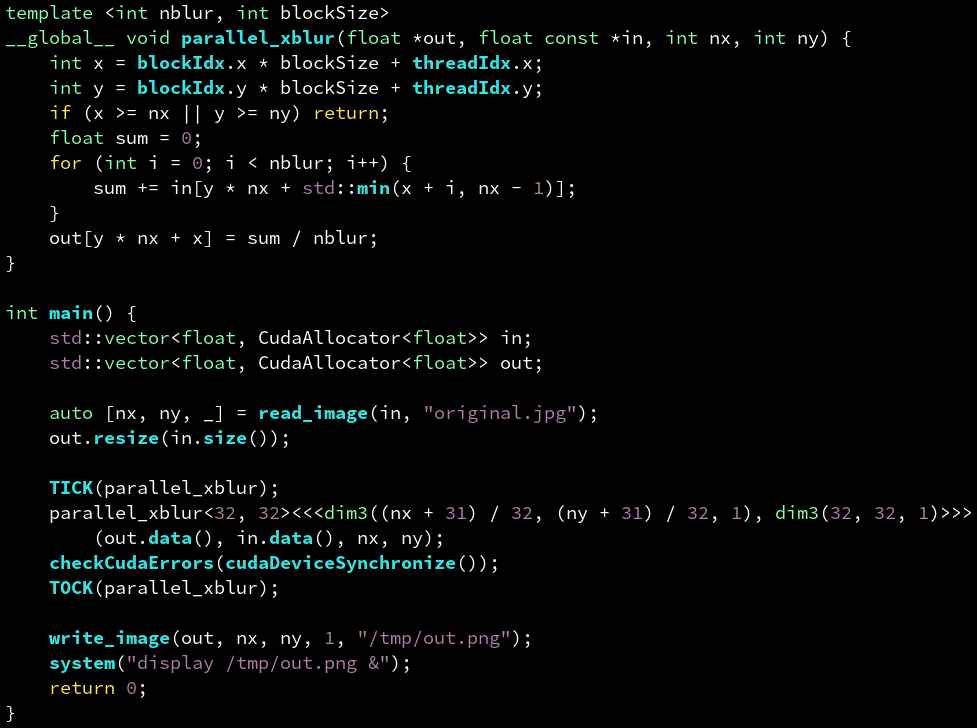 template <int nblur, int blockSize>
__global__ void parallel_xblur(float *out, float const *in, int nx, int ny) {
    int x = blockIdx.x * blockSize + threadIdx.x;
    int y = blockIdx.y * blockSize + threadIdx.y;
    if (x >= nx || y >= ny) return;
    float sum = 0;
    for (int i = 0; i < nblur; i++) {
        sum += in[y * nx + std::min(x + i, nx - 1)];
    }
    out[y * nx + x] = sum / nblur;
}

int main() {
    std::vector<float, CudaAllocator<float>> in;
    std::vector<float, CudaAllocator<float>> out;

    auto [nx, ny, _] = read_image(in, "original.jpg");
    out.resize(in.size());

    TICK(parallel_xblur);
    parallel_xblur<32, 32><<<dim3((nx + 31) / 32, (ny + 31) / 32, 1), dim3(32, 32, 1)>>>
        (out.data(), in.data(), nx, ny);
    checkCudaErrors(cudaDeviceSynchronize());
    TOCK(parallel_xblur);

    write_image(out, nx, ny, 1, "/tmp/out.png");
    system("display /tmp/out.png &");
    return 0;
}